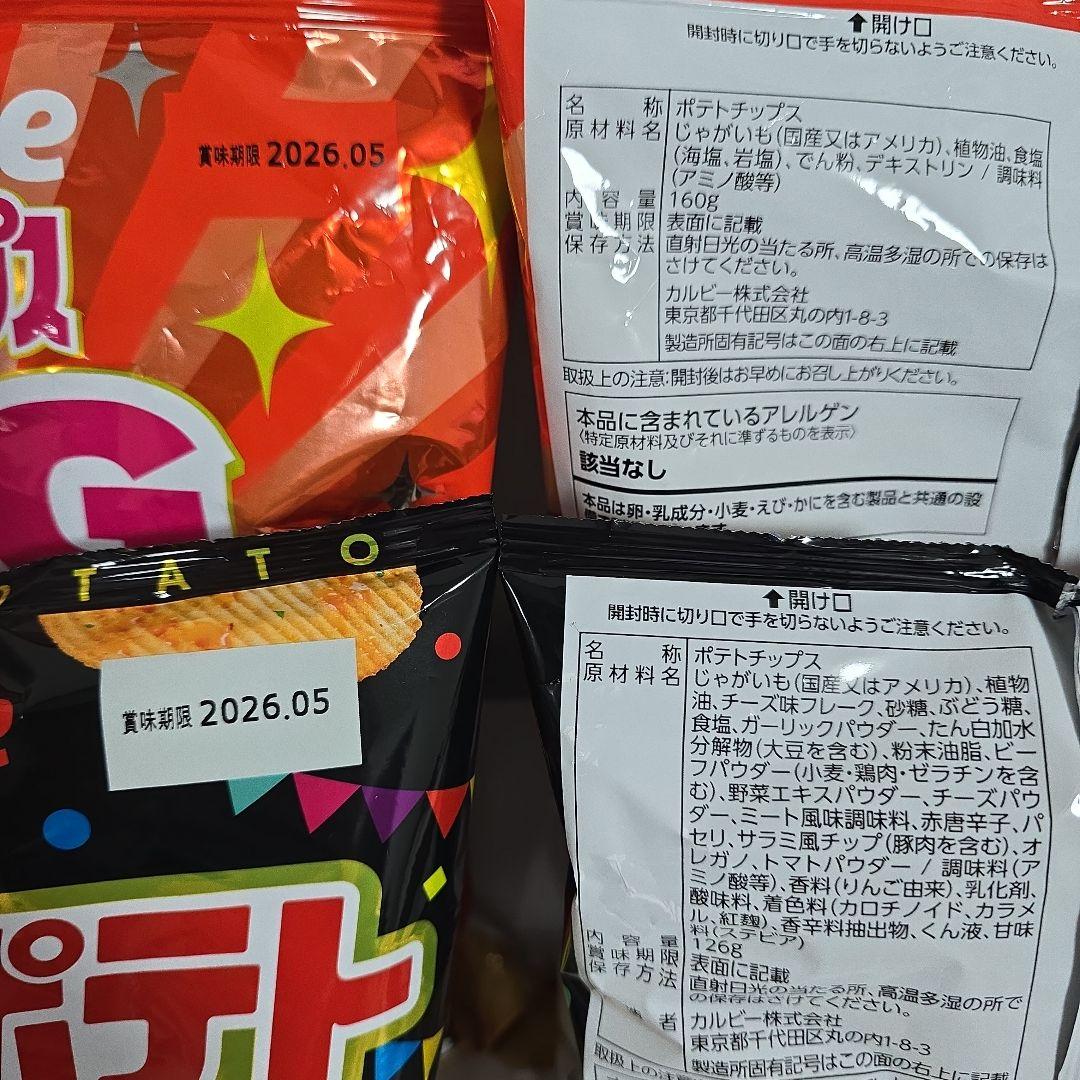 e
賞味期限 2026.05
G
↑開け口
開封時に切り口で手を切らないようご注意ください。
名称 ポテトチップス
原材料名 じゃがいも(国産又はアメリカ)、植物油、食塩
(海塩、岩塩)、でん粉、デキストリン / 調味料
(アミノ酸等)
内容量 160g
賞味期限 表面に記載
保存方法 直射日光の当たる所、高温多湿の所での保存は
さけてください。
カルビー株式会社
東京都千代田区丸の内1-8-3
製造所固有記号はこの面の右上に記載
取扱上の注意:開封後はお早めにお召し上がりください。
本品に含まれているアレルゲン
〈特定原材料及びそれに準ずるものを表示〉
該当なし
本品は卵・乳成分・小麦・えび・かにを含む製品と共通の設
TATO
賞味期限 2026.05
ポテト
↑開け口
開封時に切り口で手を切らないようご注意ください。
名称 ポテトチップス
原材料名 じゃがいも(国産又はアメリカ)、植物
油、チーズ味フレーク、砂糖、ぶどう糖、
食塩、ガーリックパウダー、たん白加水
分解物(大豆を含む)、粉末油脂、ビー
フパウダー(小麦・鶏肉・ゼラチンを含
む)、野菜エキスパウダー、チーズパウ
ダー、ミート風味調味料、赤唐辛子、パ
セリ、サラミ風チップ(豚肉を含む)、オ
レガノ、トマトパウダー / 調味料(ア
ミノ酸等)、香料(りんご由来)、乳化剤、
酸味料、着色料(カロチノイド、カラメ
ル、紅麹)、香辛料抽出物、くん液、甘味
料(ステビア)
内容量 126g
賞味期限 表面に記載
保存方法 直射日光の当たる所、高温多湿の所で
の保存はさけてください。
者 カルビー株式会社
東京都千代田区丸の内1-8-3
製造所固有記号はこの面の右上に記載
取扱上の注意